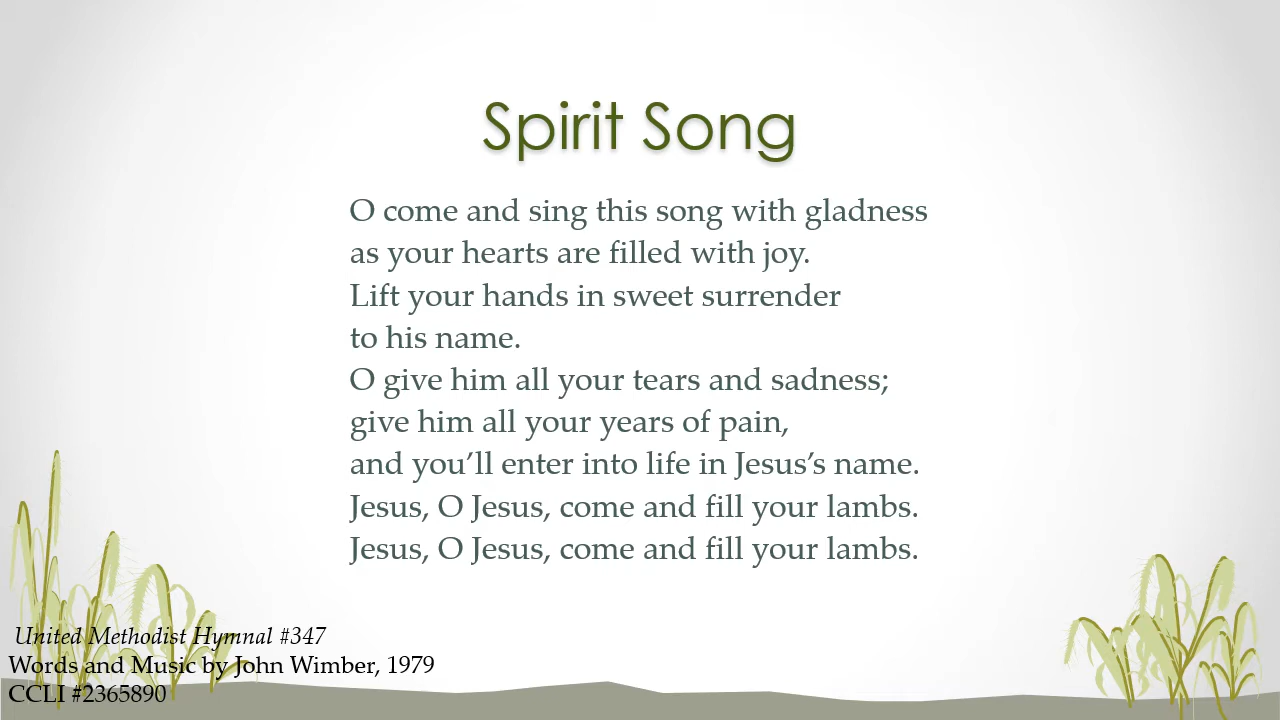 Spirit Song
O come and sing this song with gladness
as your hearts are filled with joy.
Lift your hands in sweet surrender
to his name.
O give him all your tears and sadness;
give him all your years of pain,
and you’ll enter into life in Jesus’s name.
Jesus, O Jesus, come and fill your lambs.
Jesus, O Jesus, come and fill your lambs.
United Methodist Hymnal #347
Words and Music by John Wimber, 1979
CCLI #2365890